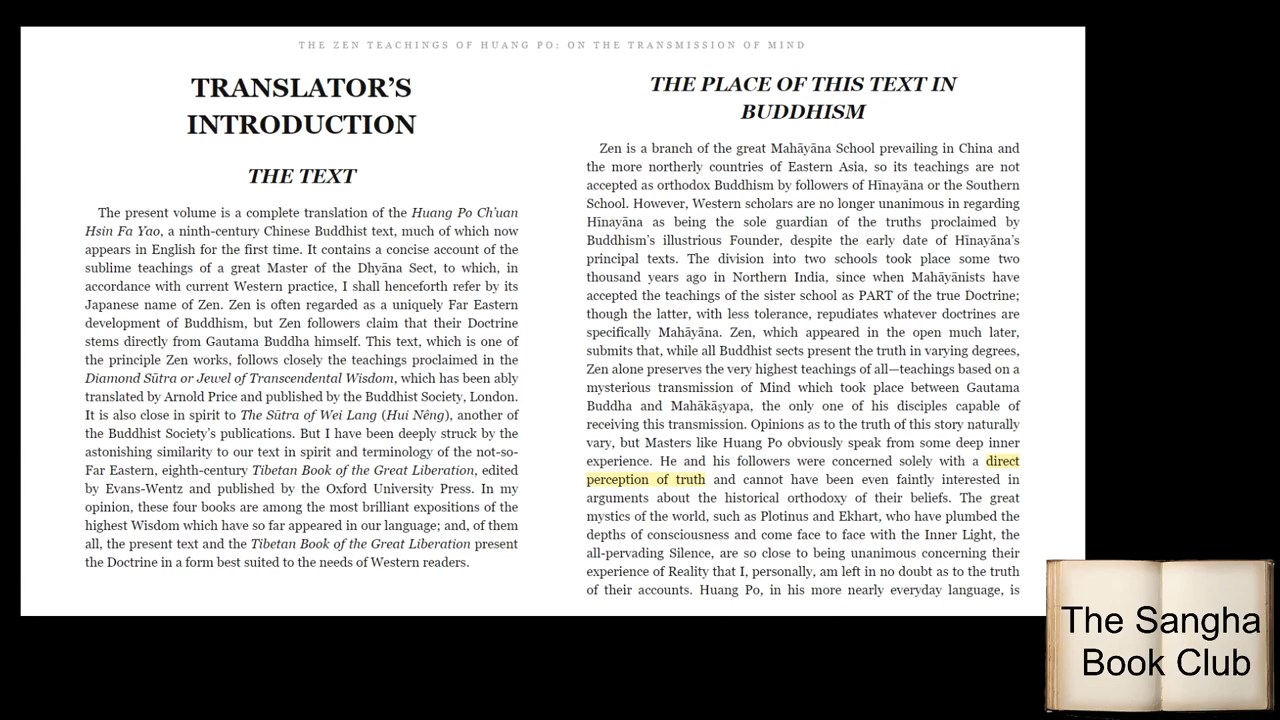 THE ZEN TEACHINGS OF HUANG PO: ON THE TRANSMISSION OF MIND
TRANSLATOR’S
INTRODUCTION
THE TEXT
The present volume is a complete translation of the Huang Po Ch’uan
Hsin Fa Yao, a ninth-century Chinese Buddhist text, much of which now
appears in English for the first time. It contains a concise account of the
sublime teachings of a great Master of the Dhyāna Sect, to which, in
accordance with current Western practice, I shall henceforth refer by its
Japanese name of Zen. Zen is often regarded as a uniquely Far Eastern
development of Buddhism, but Zen followers claim that their Doctrine
stems directly from Gautama Buddha himself. This text, which is one of
the principle Zen works, follows closely the teachings proclaimed in the
Diamond Sūtra or Jewel of Transcendental Wisdom, which has been ably
translated by Arnold Price and published by the Buddhist Society, London.
It is also close in spirit to The Sūtra of Wei Lang (Hui Nêng), another of
the Buddhist Society’s publications. But I have been deeply struck by the
astonishing similarity to our text in spirit and terminology of the not-so-
Far Eastern, eighth-century Tibetan Book of the Great Liberation, edited
by Evans-Wentz and published by the Oxford University Press. In my
opinion, these four books are among the most brilliant expositions of the
highest Wisdom which have so far appeared in our language; and, of them
all, the present text and the Tibetan Book of the Great Liberation present
the Doctrine in a form best suited to the needs of Western readers.
THE PLACE OF THIS TEXT IN
BUDDHISM
Zen is a branch of the great Mahāyāna School prevailing in China and
the more northerly countries of Eastern Asia, so its teachings are not
accepted as orthodox Buddhism by followers of Hīnayāna or the Southern
School. However, Western scholars are no longer unanimous in regarding
Hīnayāna as being the sole guardian of the truths proclaimed by
Buddhism’s illustrious Founder, despite the early date of Hīnayāna’s
principal texts. The division into two schools took place some two
thousand years ago in Northern India, since when Mahāyānists have
accepted the teachings of the sister school as PART of the true Doctrine;
though the latter, with less tolerance, repudiates whatever doctrines are
specifically Mahāyāna. Zen, which appeared in the open much later,
submits that, while all Buddhist sects present the truth in varying degrees,
Zen alone preserves the very highest teachings of all—teachings based on a
mysterious transmission of Mind which took place between Gautama
Buddha and Mahākāşyapa, the only one of his disciples capable of
receiving this transmission. Opinions as to the truth of this story naturally
vary, but Masters like Huang Po obviously speak from some deep inner
experience. He and his followers were concerned solely with a direct
perception of truth and cannot have been even faintly interested in
arguments about the historical orthodoxy of their beliefs. The great
mystics of the world, such as Plotinus and Ekhart, who have plumbed the
depths of consciousness and come face to face with the Inner Light, the
all-pervading Silence, are so close to being unanimous concerning their
experience of Reality that I, personally, am left in no doubt as to the truth
of their accounts. Huang Po, in his more nearly everyday language, is
The Sangha
Book Club